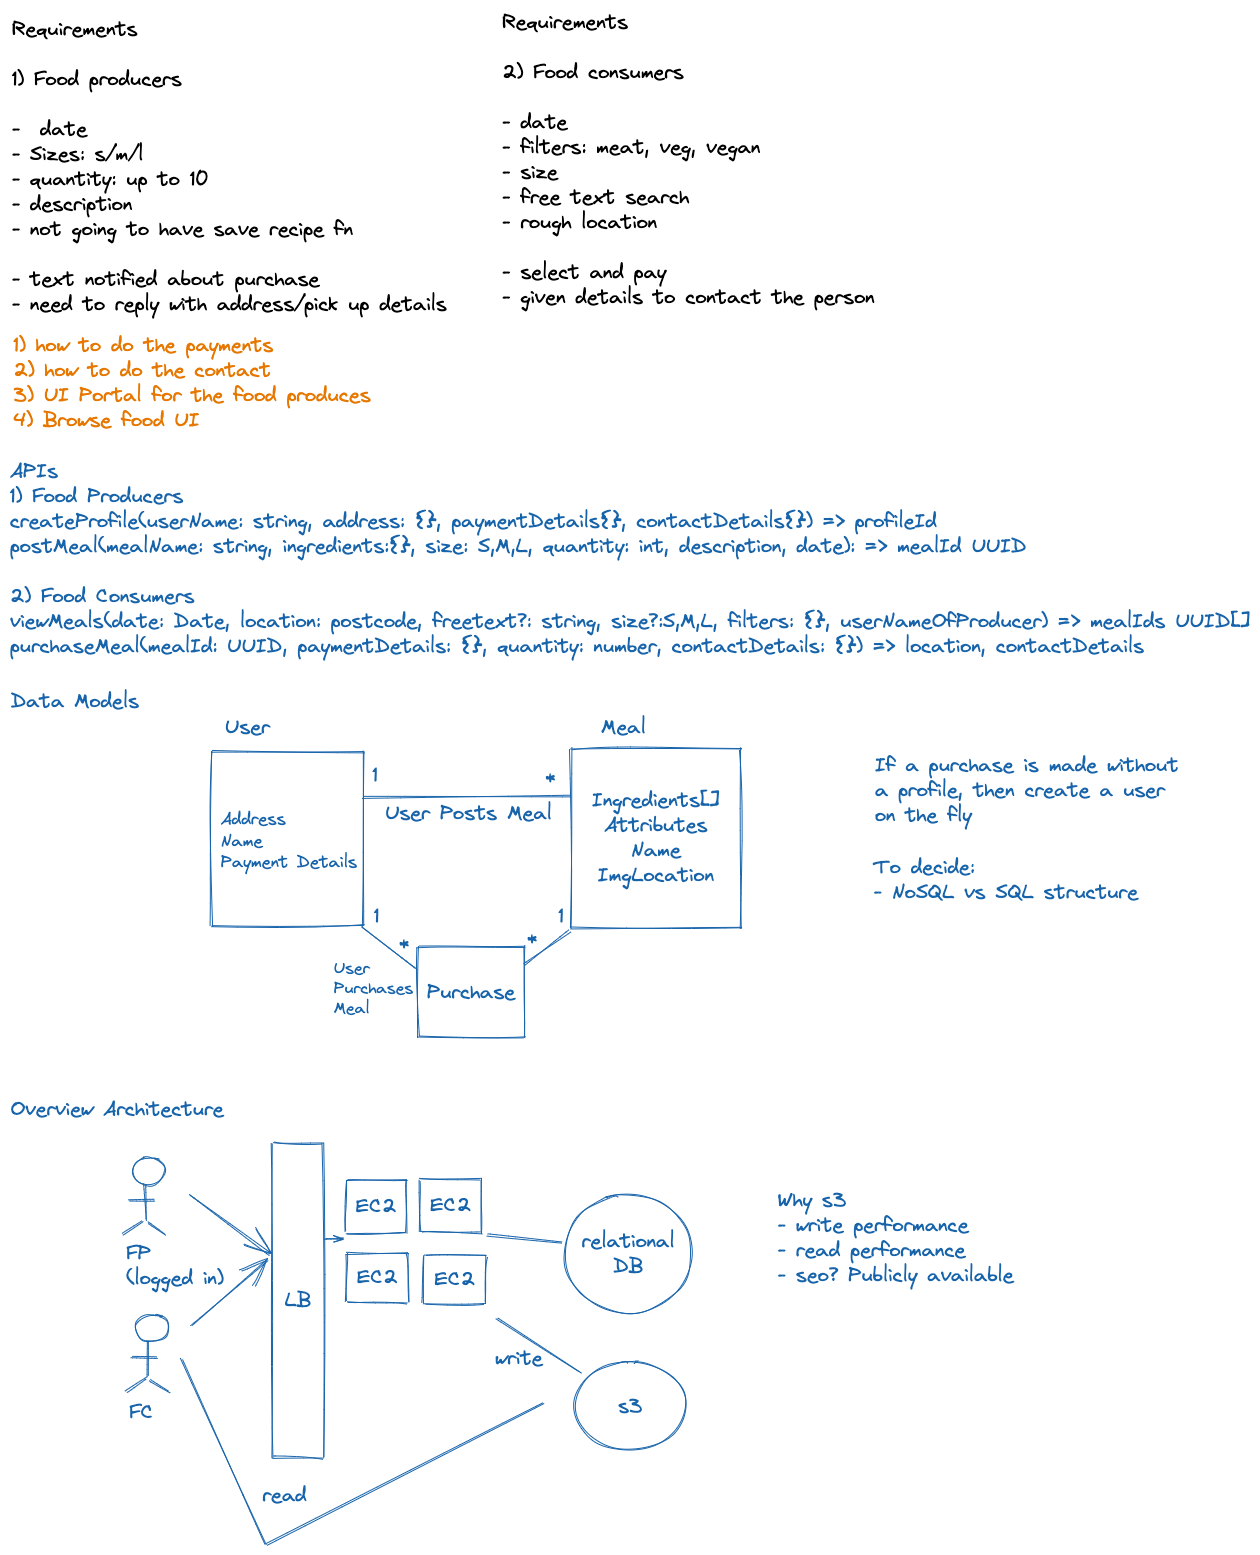 Requirements
1) Food producers
- date
- Sizes: s/m/l
- quantity: up to 10
- description
- not going to have save recipe fn
- text notified about purchase
- need to reply with address/pick up details
Requirements
2) Food consumers
- date
- filters: meat, veg, vegan
- size
- free text search
- rough location
- select and pay
- given details to contact the person
1) how to do the payments
2) how to do the contact
3) UI Portal for the food produces
4) Browse food UI
APIs
1) Food Producers
createProfile(userName: string, address: {}, paymentDetails{}, contactDetails{}) => profileId
postMeal(mealName: string, ingredients:{}, size: S,M,L, quantity: int, description, date): => mealId UUID
2) Food Consumers
viewMeals(date: Date, location: postcode, freetext?: string, size?:S,M,L, filters: {}, userNameOfProducer) => mealIds UUID[]
purchaseMeal(mealId: UUID, paymentDetails: {}, quantity: number, contactDetails: {}) => location, contactDetails
Data Models
User
Address
Name
Payment Details
1
*
User Posts Meal
Meal
Ingredients[]
Attributes
Name
ImgLocation
1
*
User
Purchases
Meal
Purchase
1
*
If a purchase is made without
a profile, then create a user
on the fly
To decide:
- NoSQL vs SQL structure
Overview Architecture
FP
(logged in)
FC
LB
EC2
EC2
EC2
EC2
relational
DB
write
s3
read
Why s3
- write performance
- read performance
- seo? Publicly available